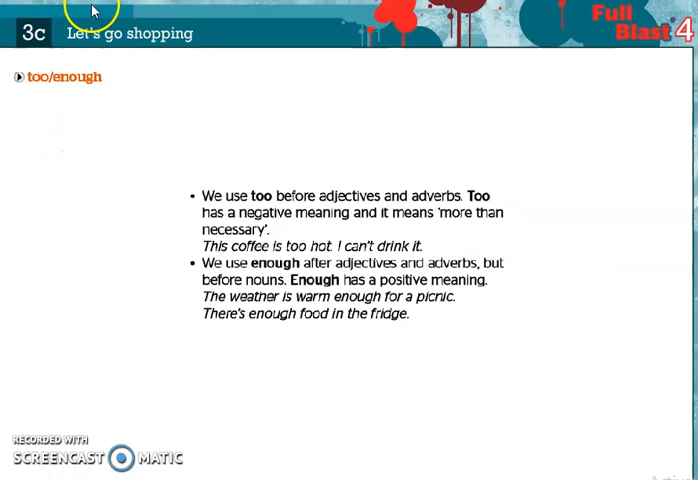 Full
Blast 4
3c Let's go shopping
too/enough
• We use too before adjectives and adverbs. Too
has a negative meaning and it means 'more than
necessary'.
This coffee is too hot. I can't drink it.
• We use enough after adjectives and adverbs, but
before nouns. Enough has a positive meaning.
The weather is warm enough for a picnic.
There's enough food in the fridge.
RECORDED WITH
SCREENCAST MATIC